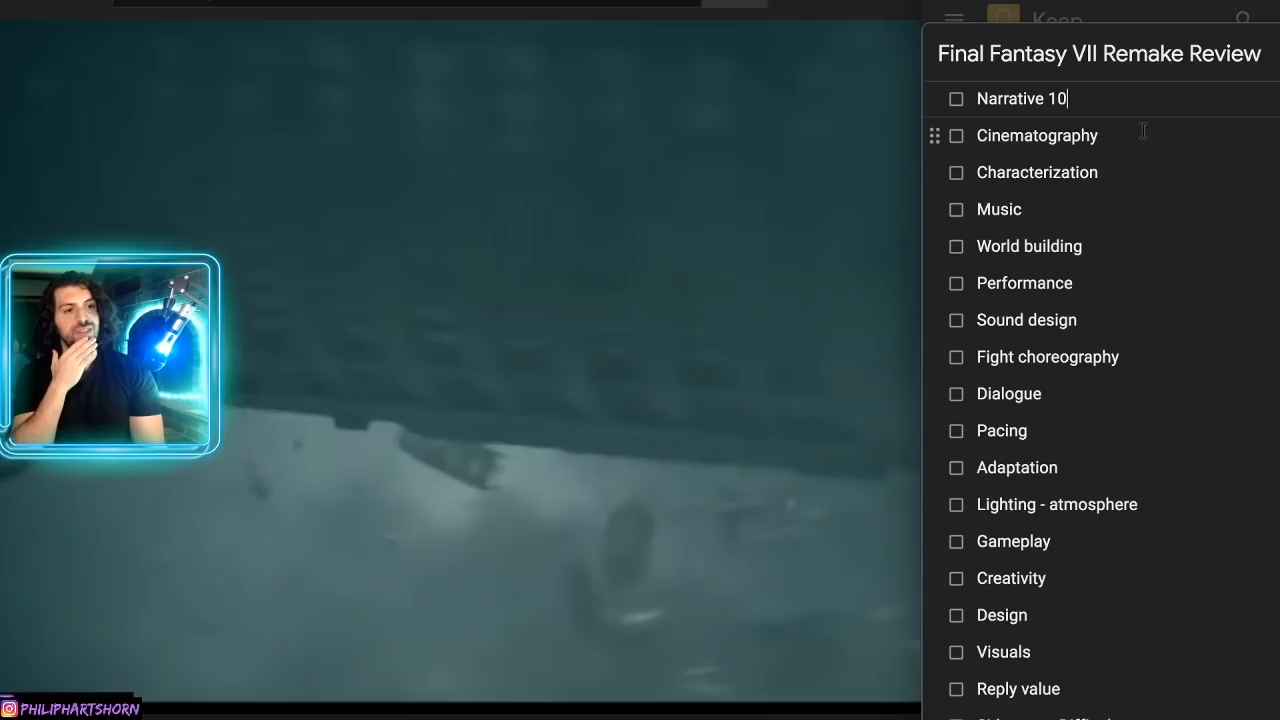 Keep
Final Fantasy VII Remake Review
Narrative 10
Cinematography
Characterization
Music
World building
Performance
Sound design
Fight choreography
Dialogue
Pacing
Adaptation
Lighting - atmosphere
Gameplay
Creativity
Design
Visuals
Reply value
PHILIPHARTSHORN